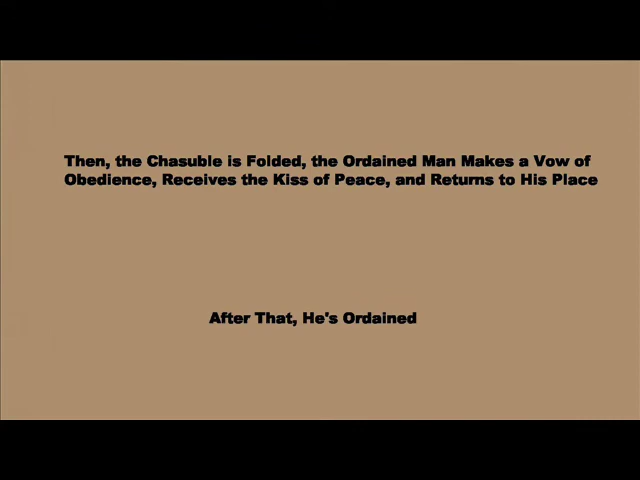 Then, the Chasuble is Folded, the Ordained Man Makes a Vow of
Obedience, Receives the Kiss of Peace, and Returns to His Place
After That, He's Ordained